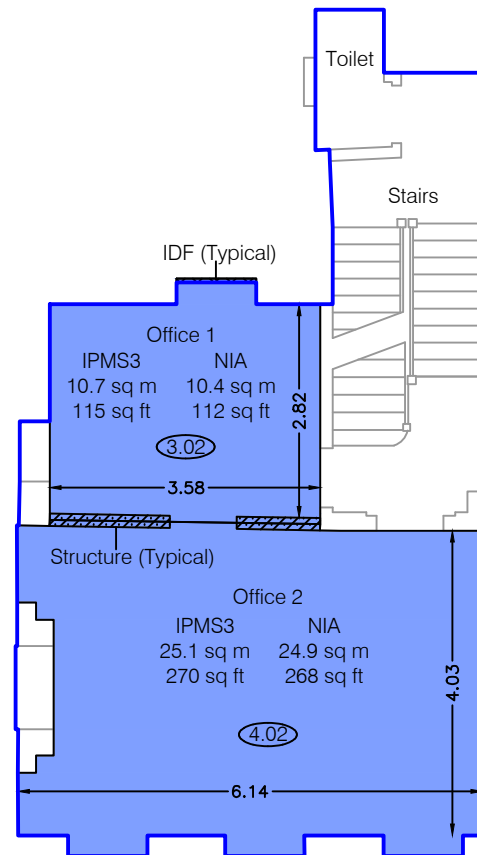 Toilet
Stairs
IDF (Typical)
Office 1
IPMS3 NIA
10.7 sq m 10.4 sq m
115 sq ft 112 sq ft
2.82
3.02
3.58
Structure (Typical)
Office 2
IPMS3 NIA
25.1 sq m 24.9 sq m
270 sq ft 268 sq ft
4.03
4.02
6.14